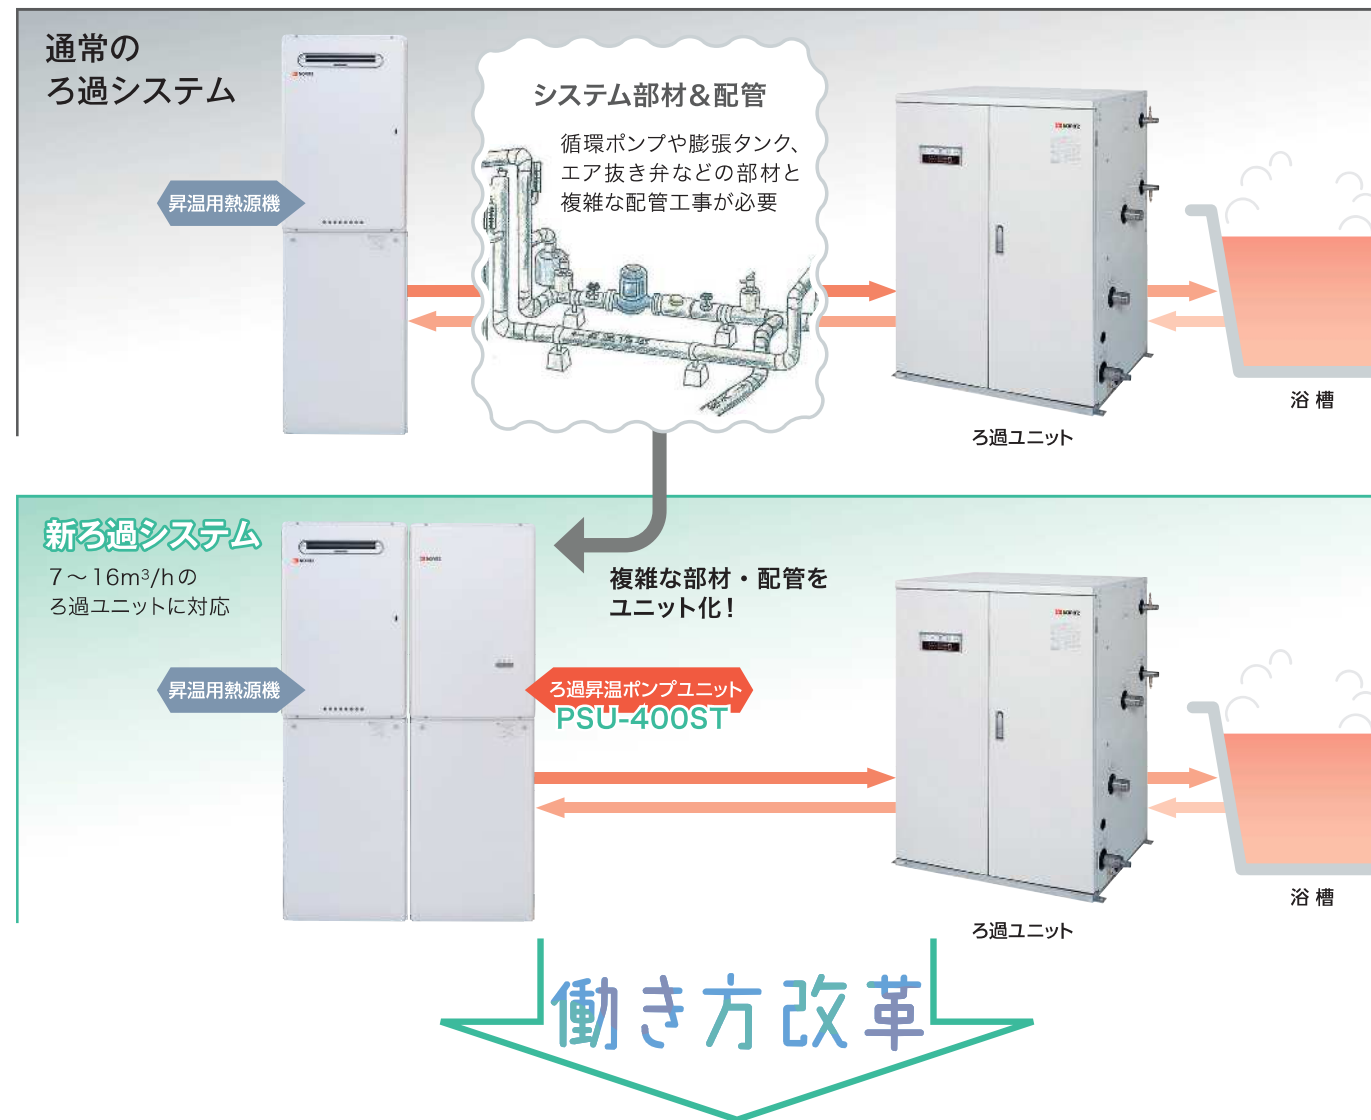 通常の
ろ過システム
NORITZ
システム部材&配管
循環ポンプや膨張タンク、
エア抜き弁などの部材と
複雑な配管工事が必要
NORITZ
昇温用熱源機
浴槽
ろ過ユニット
新ろ過システム
7～16m³/hの
ろ過ユニットに対応
NORITZ
NORITZ
複雑な部材・配管を
ユニット化！
NORITZ
昇温用熱源機
ろ過昇温ポンプユニット
PSU-400ST
浴槽
ろ過ユニット
働き方改革